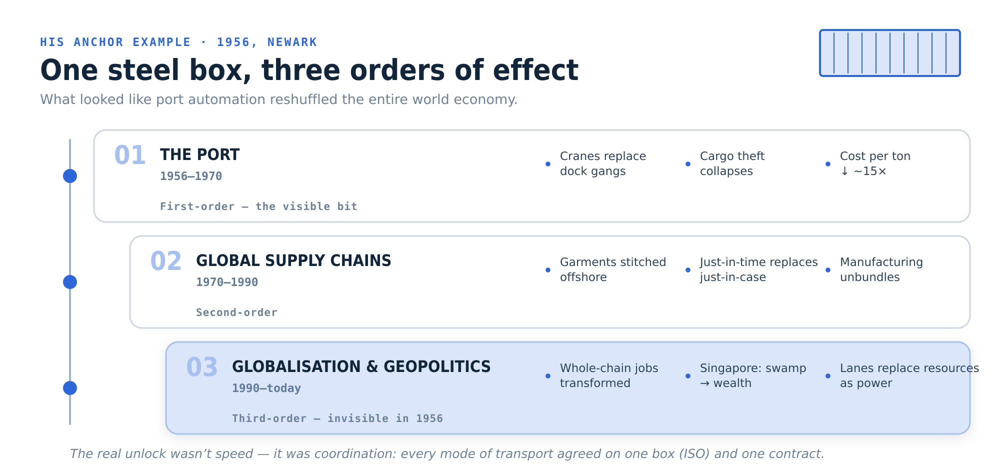 HIS ANCHOR EXAMPLE · 1956, NEWARK
One steel box, three orders of effect
What looked like port automation reshuffled the entire world economy.
01
THE PORT
1956–1970
First-order — the visible bit
• Cranes replace
dock gangs
• Cargo theft
collapses
• Cost per ton
↓ ~15×
02
GLOBAL SUPPLY CHAINS
1970–1990
Second-order
• Garments stitched
offshore
• Just-in-time replaces
just-in-case
• Manufacturing
unbundles
03
GLOBALISATION & GEOPOLITICS
1990–today
Third-order — invisible in 1956
• Whole-chain jobs
transformed
• Singapore: swamp
→ wealth
• Lanes replace resources
as power
The real unlock wasn’t speed — it was coordination: every mode of transport agreed on one box (ISO) and one contract.